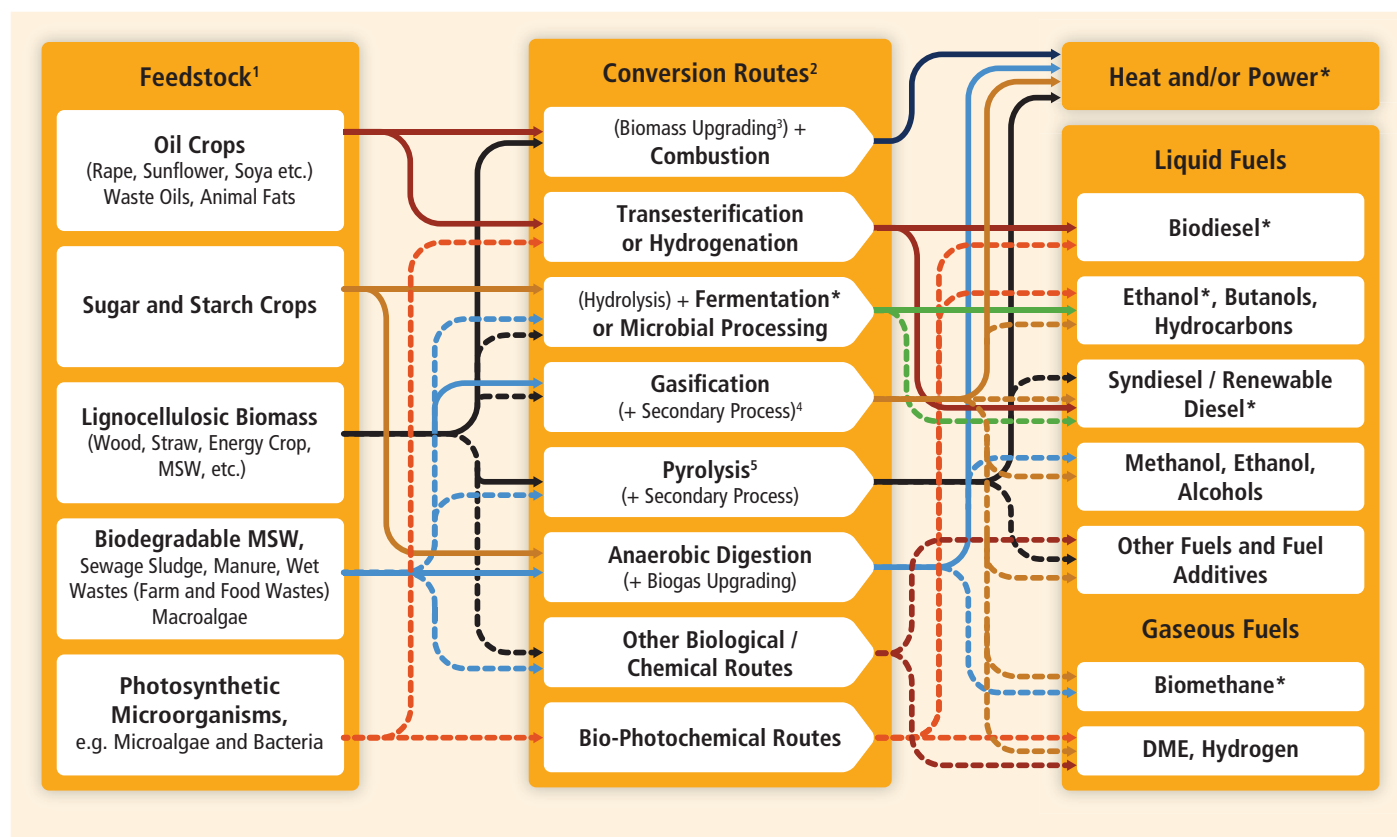 Feedstock¹
Oil Crops
(Rape, Sunflower, Soya etc.)
Waste Oils, Animal Fats
Sugar and Starch Crops
Lignocellulosic Biomass
(Wood, Straw, Energy Crop,
MSW, etc.)
Biodegradable MSW,
Sewage Sludge, Manure, Wet
Wastes (Farm and Food Wastes)
Macroalgae
Photosynthetic
Microorganisms,
e.g. Microalgae and Bacteria
Conversion Routes²
(Biomass Upgrading³) +
Combustion
Transesterification
or Hydrogenation
(Hydrolysis) + Fermentation*
or Microbial Processing
Gasification
(+ Secondary Process)⁴
Pyrolysis⁵
(+ Secondary Process)
Anaerobic Digestion
(+ Biogas Upgrading)
Other Biological /
Chemical Routes
Bio-Photochemical Routes
Heat and/or Power*
Liquid Fuels
Biodiesel*
Ethanol*, Butanols,
Hydrocarbons
Syndiesel / Renewable
Diesel*
Methanol, Ethanol,
Alcohols
Other Fuels and Fuel
Additives
Gaseous Fuels
Biomethane*
DME, Hydrogen